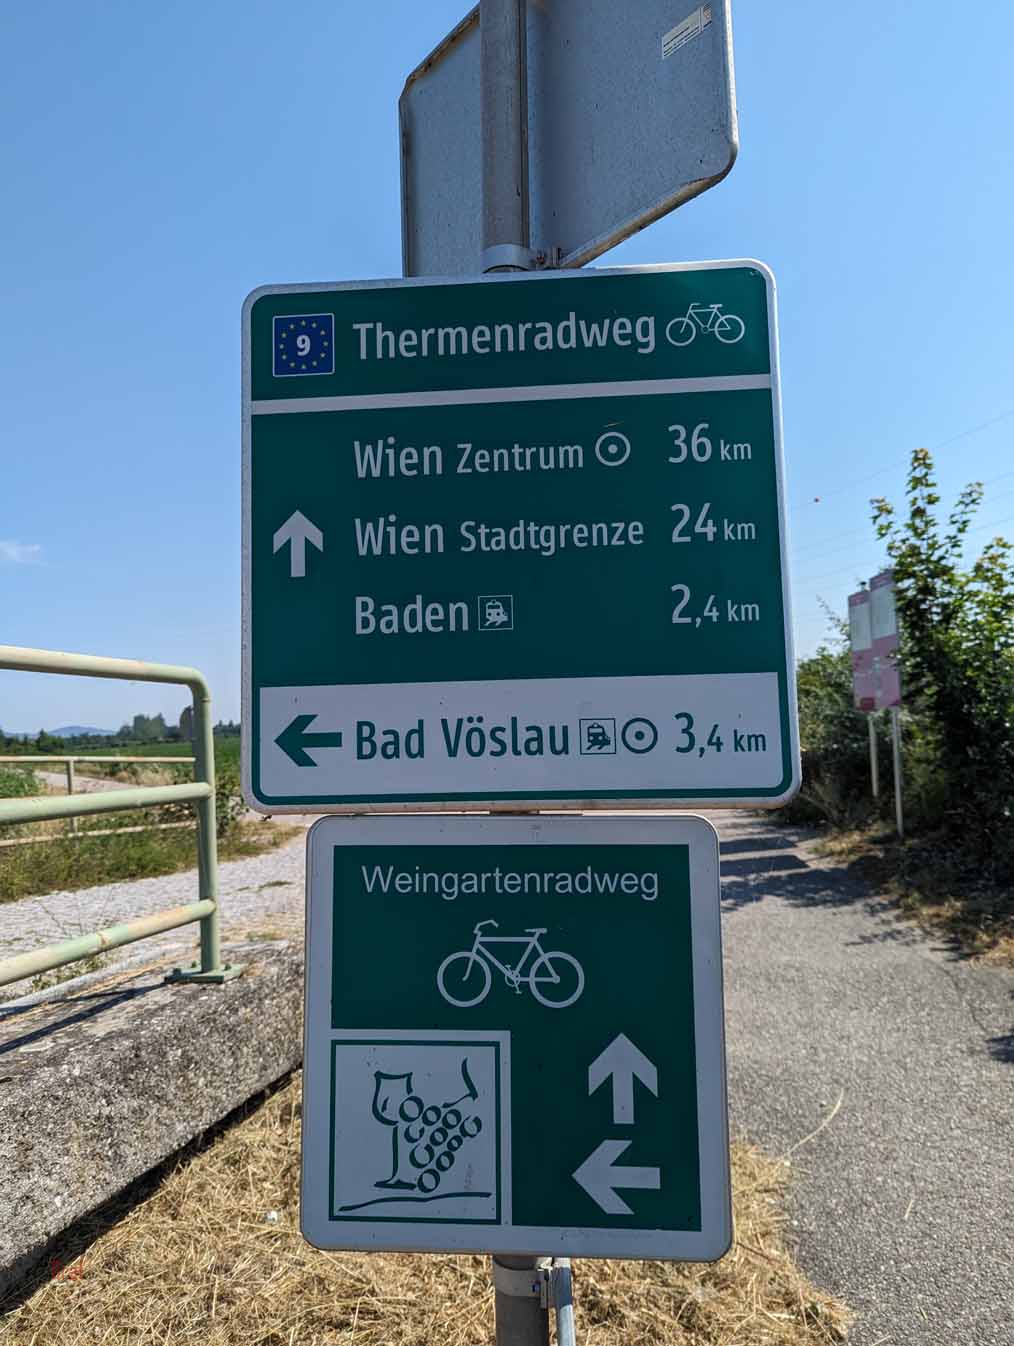 9 Thermenradweg
Wien Zentrum 36 km
Wien Stadtgrenze 24 km
Baden 2,4 km
Bad Vöslau 3,4 km
Weingartenradweg